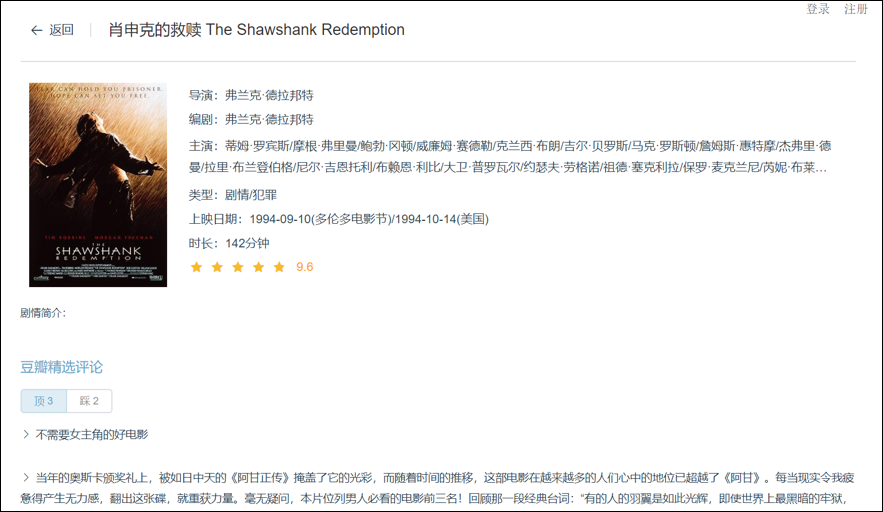 登录 注册
← 返回 肖申克的救赎 The Shawshank Redemption
FEAR CAN HOLD YOU PRISONER.
HOPE CAN SET YOU FREE.
TIM ROBBINS MORGAN FREEMAN
THE
SHAWSHANK
REDEMPTION
导演：弗兰克·德拉邦特
编剧：弗兰克·德拉邦特
主演：蒂姆·罗宾斯/摩根·弗里曼/鲍勃·冈顿/威廉姆·赛德勒/克兰西·布朗/吉尔·贝罗斯/马克·罗斯顿/詹姆斯·惠特摩/杰弗里·德
曼/拉里·布兰登伯格/尼尔·吉恩托利/布赖恩·利比/大卫·普罗瓦尔/约瑟夫·劳格诺/祖德·塞克利拉/保罗·麦克兰尼/芮妮·布莱...
类型：剧情/犯罪
上映日期：1994-09-10(多伦多电影节)/1994-10-14(美国)
时长：142分钟
9.6
剧情简介：
豆瓣精选评论
顶 3 踩 2
不需要女主角的好电影
当年的奥斯卡颁奖礼上，被如日中天的《阿甘正传》掩盖了它的光彩，而随着时间的推移，这部电影在越来越多的人们心中的地位已超越了《阿甘》。每当现实令我疲
惫得产生无力感，翻出这张碟，就重获力量。毫无疑问，本片位列男人必看的电影前三名！回顾那一段经典台词：“有的人的羽翼是如此光辉，即使世界上最黑暗的牢狱，